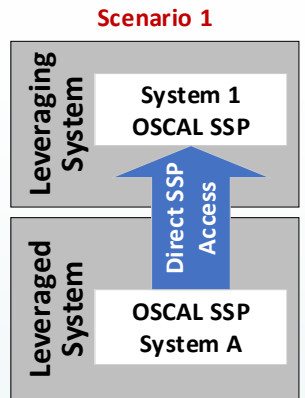 Scenario 1
Leveraging
System
System 1
OSCAL SSP
Direct SSP
Access
Leveraged
System
OSCAL SSP
System A